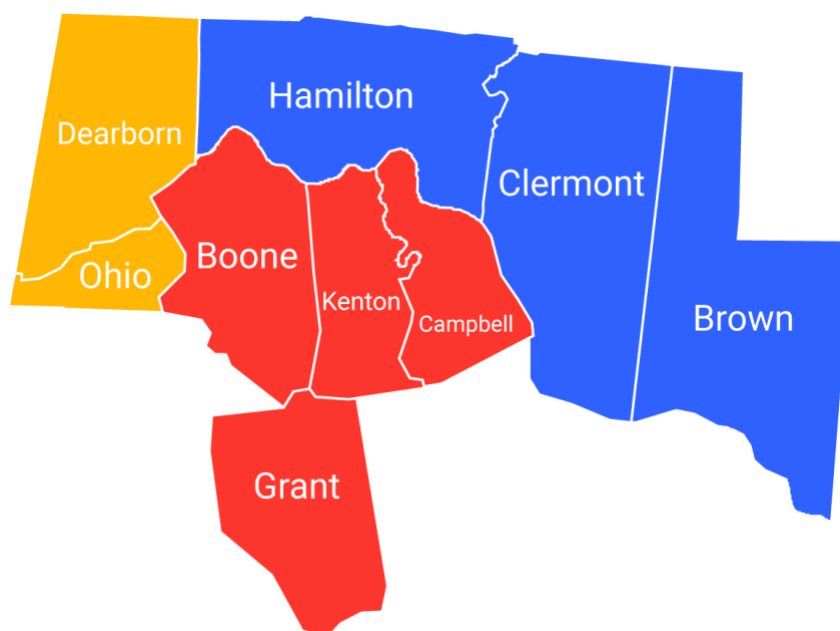 Hamilton
Dearborn
Clermont
Boone
Ohio
Kenton
Campbell
Brown
Grant